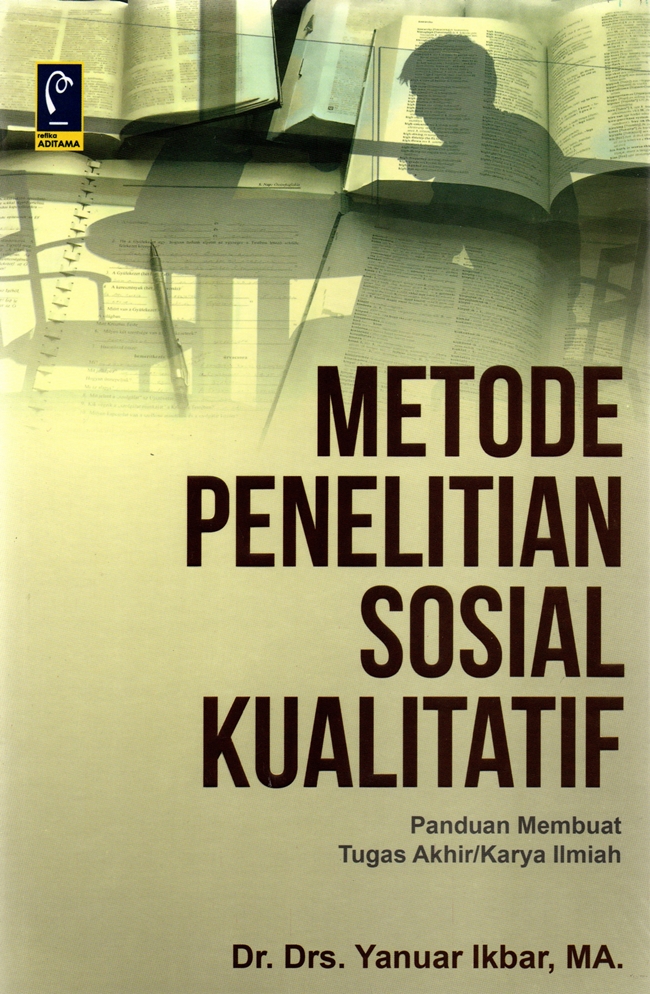 refika
ADITAMA
METODE
PENELITIAN
SOSIAL
KUALITATIF
Panduan Membuat
Tugas Akhir/Karya Ilmiah
Dr. Drs. Yanuar Ikbar, MA.